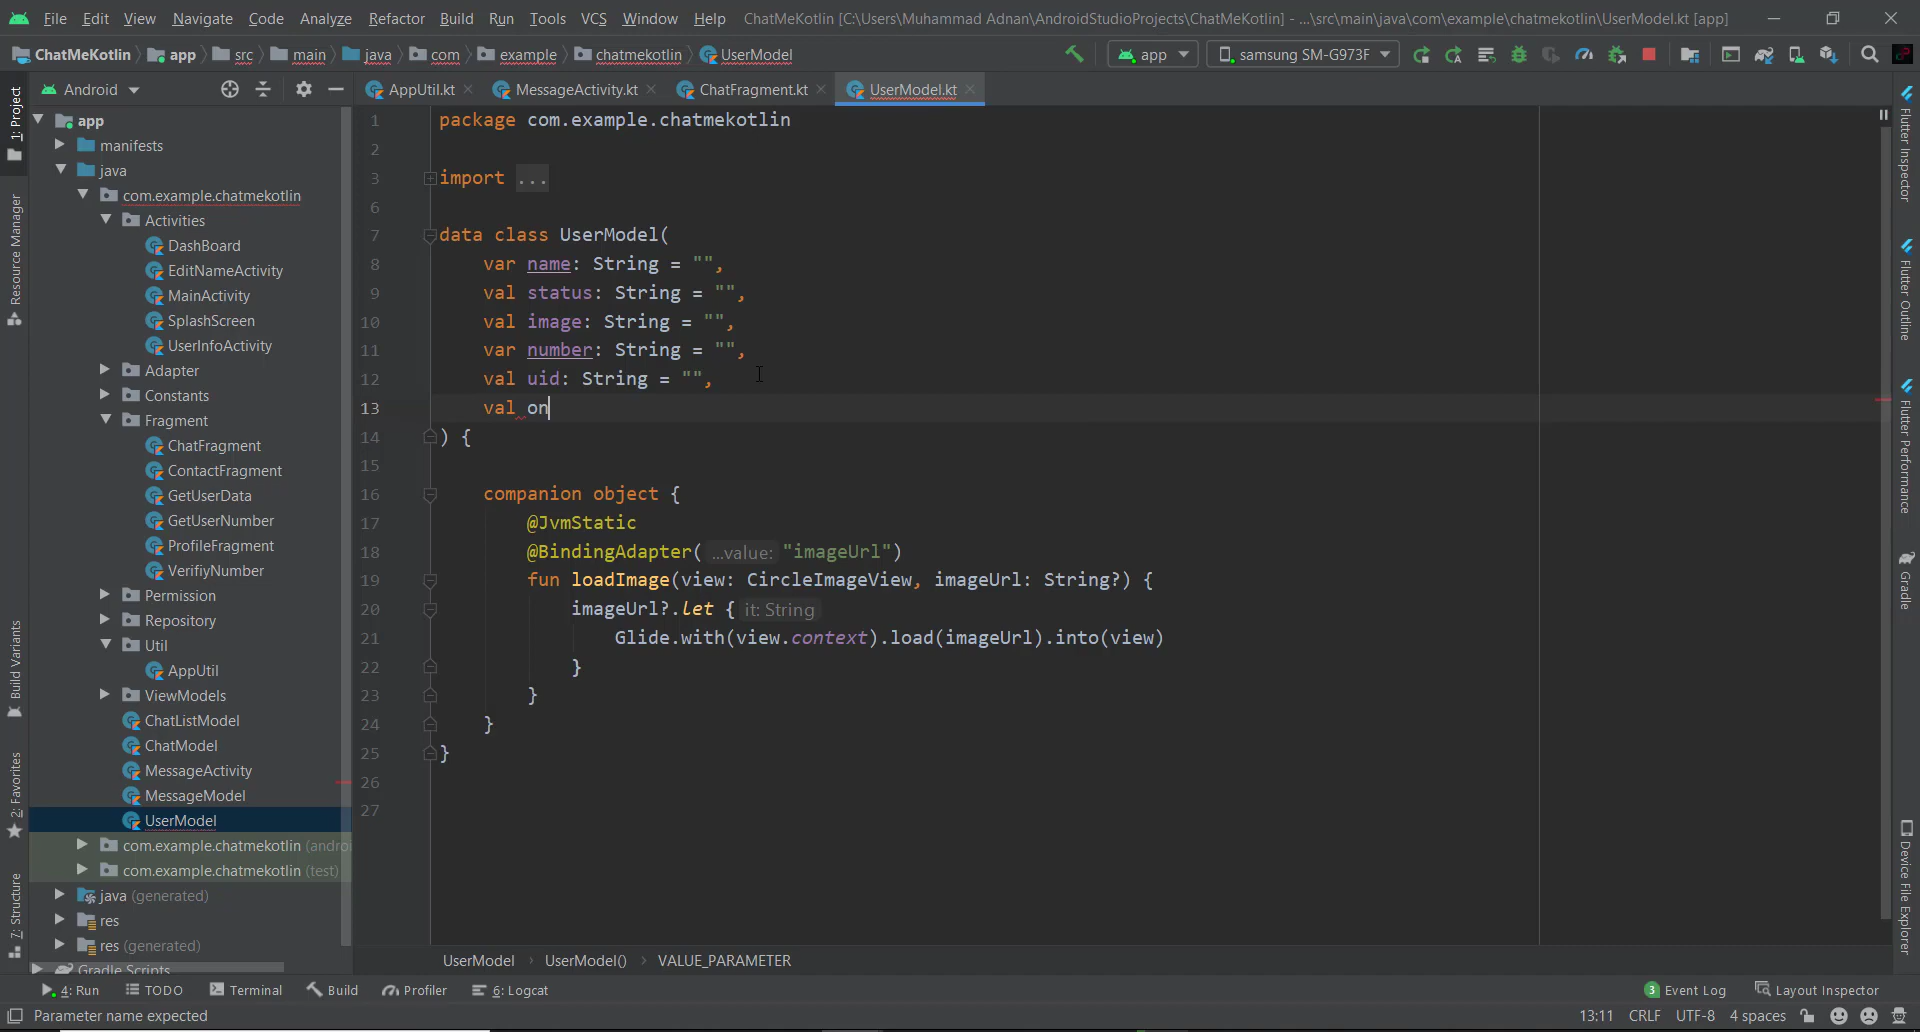 File Edit View Navigate Code Analyze Refactor Build Run Tools VCS Window Help ChatMeKotlin [C:\Users\Muhammad Adnan\AndroidStudioProjects\ChatMeKotlin] - ...\src\main\java\com\example\chatmekotlin\UserModel.kt [app]
ChatMeKotlin app src main java com example chatmekotlin UserModel app samsung SM-G973F
Android AppUtil.kt MessageActivity.kt ChatFragment.kt UserModel.kt
1: Project
Resource Manager
Build Variants
2: Favorites
7: Structure
app
manifests
java
com.example.chatmekotlin
Activities
DashBoard
EditNameActivity
MainActivity
SplashScreen
UserInfoActivity
Adapter
Constants
Fragment
ChatFragment
ContactFragment
GetUserData
GetUserNumber
ProfileFragment
VerifiyNumber
Permission
Repository
Util
AppUtil
ViewModels
ChatListModel
ChatModel
MessageActivity
MessageModel
UserModel
com.example.chatmekotlin (androi
com.example.chatmekotlin (test)
java (generated)
res
res (generated)
Gradle Scripts
1 package com.example.chatmekotlin
2
3 import ...
6
7 data class UserModel(
8 var name: String = "",
9 val status: String = "",
10 val image: String = "",
11 var number: String = "",
12 val uid: String = "",
13 val on
14 ) {
15
16 companion object {
17 @JvmStatic
18 @BindingAdapter( ...value: "imageUrl")
19 fun loadImage(view: CircleImageView, imageUrl: String?) {
20 imageUrl?.let { it: String
21 Glide.with(view.context).load(imageUrl).into(view)
22 }
23 }
24 }
25 }
26
27
Flutter Inspector
Flutter Outline
Flutter Performance
Gradle
Device File Explorer
UserModel UserModel() VALUE_PARAMETER
4: Run TODO Terminal Build Profiler 6: Logcat 3 Event Log Layout Inspector
Parameter name expected 13:11 CRLF UTF-8 4 spaces